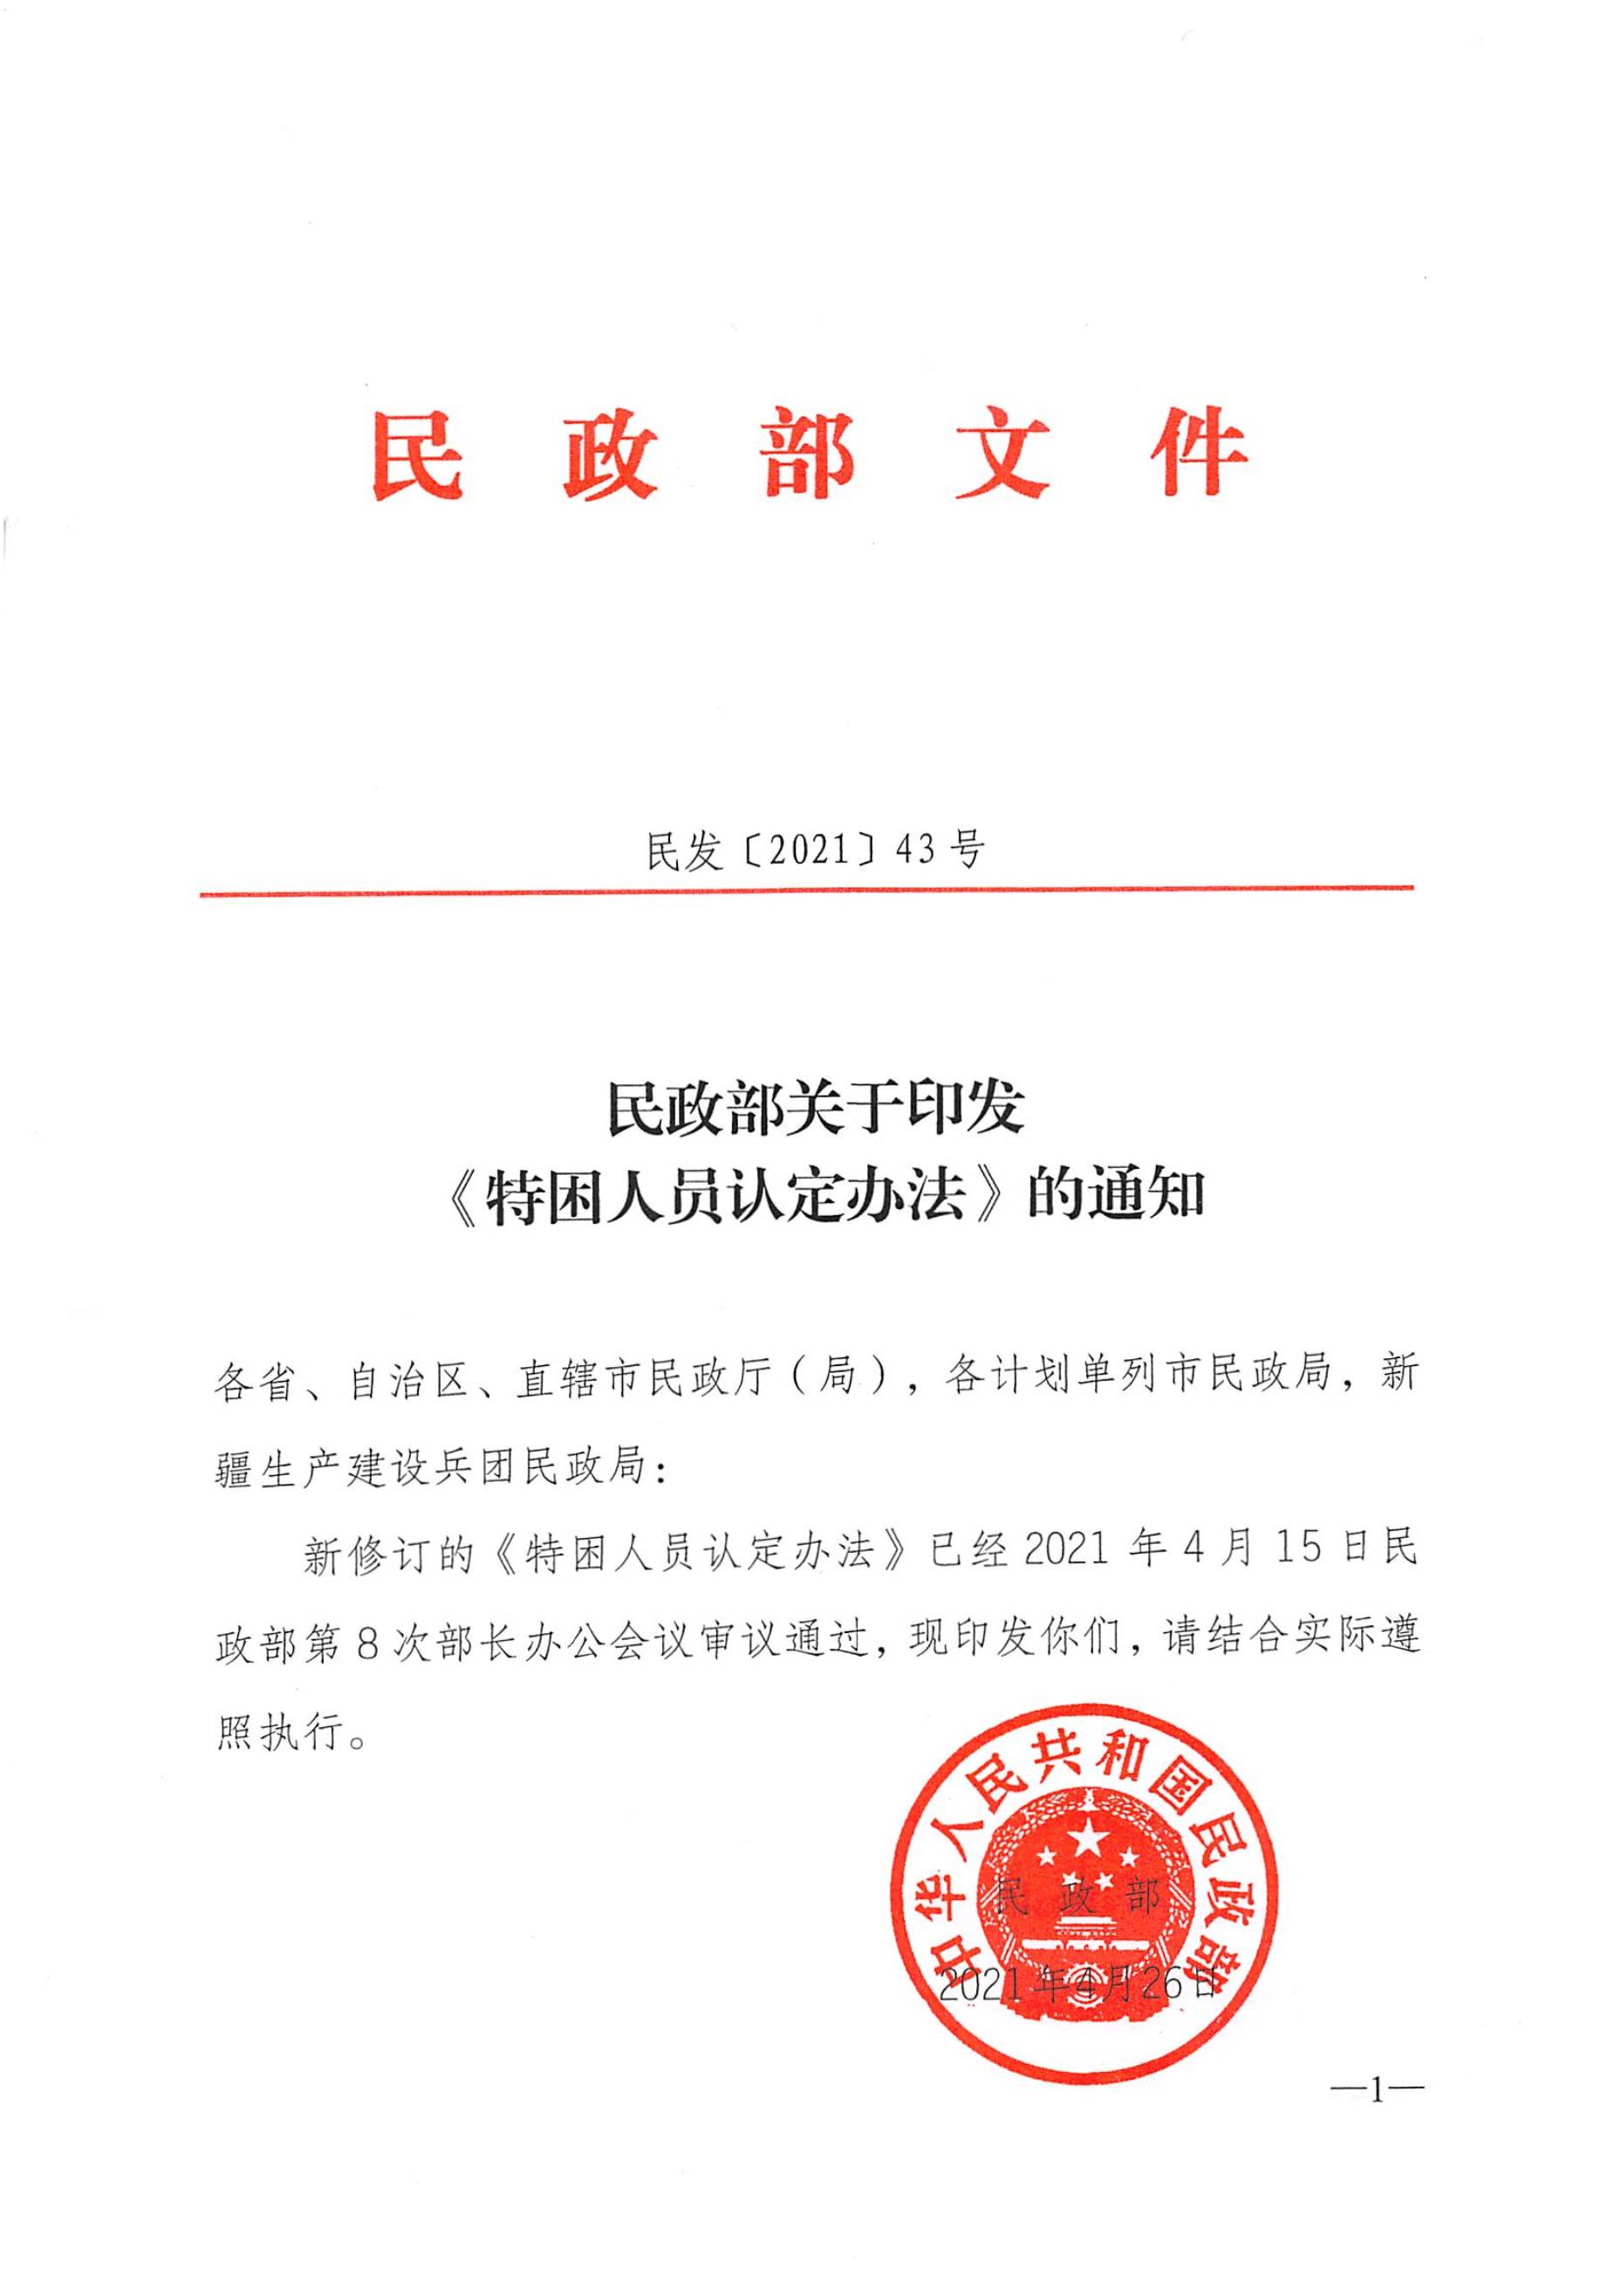 民政部文件
民发〔2021〕43号
民政部关于印发
《特困人员认定办法》的通知
各省、自治区、直辖市民政厅（局），各计划单列市民政局，新
疆生产建设兵团民政局：
新修订的《特困人员认定办法》已经2021年4月15日民
政部第8次部长办公会议审议通过，现印发你们，请结合实际遵
照执行。
中华人民共和国民政部
民政部
2021年4月26日
—1—